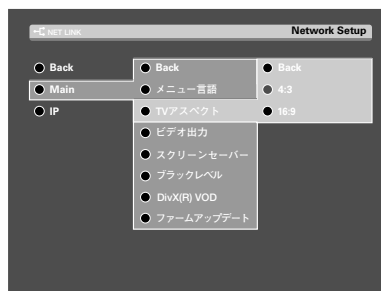 NET LINK
Network Setup
Back
Main
IP
Back
メニュー言語
TVアスペクト
ビデオ出力
スクリーンセーバー
ブラックレベル
DivX(R) VOD
ファームアップデート
Back
4:3
16:9